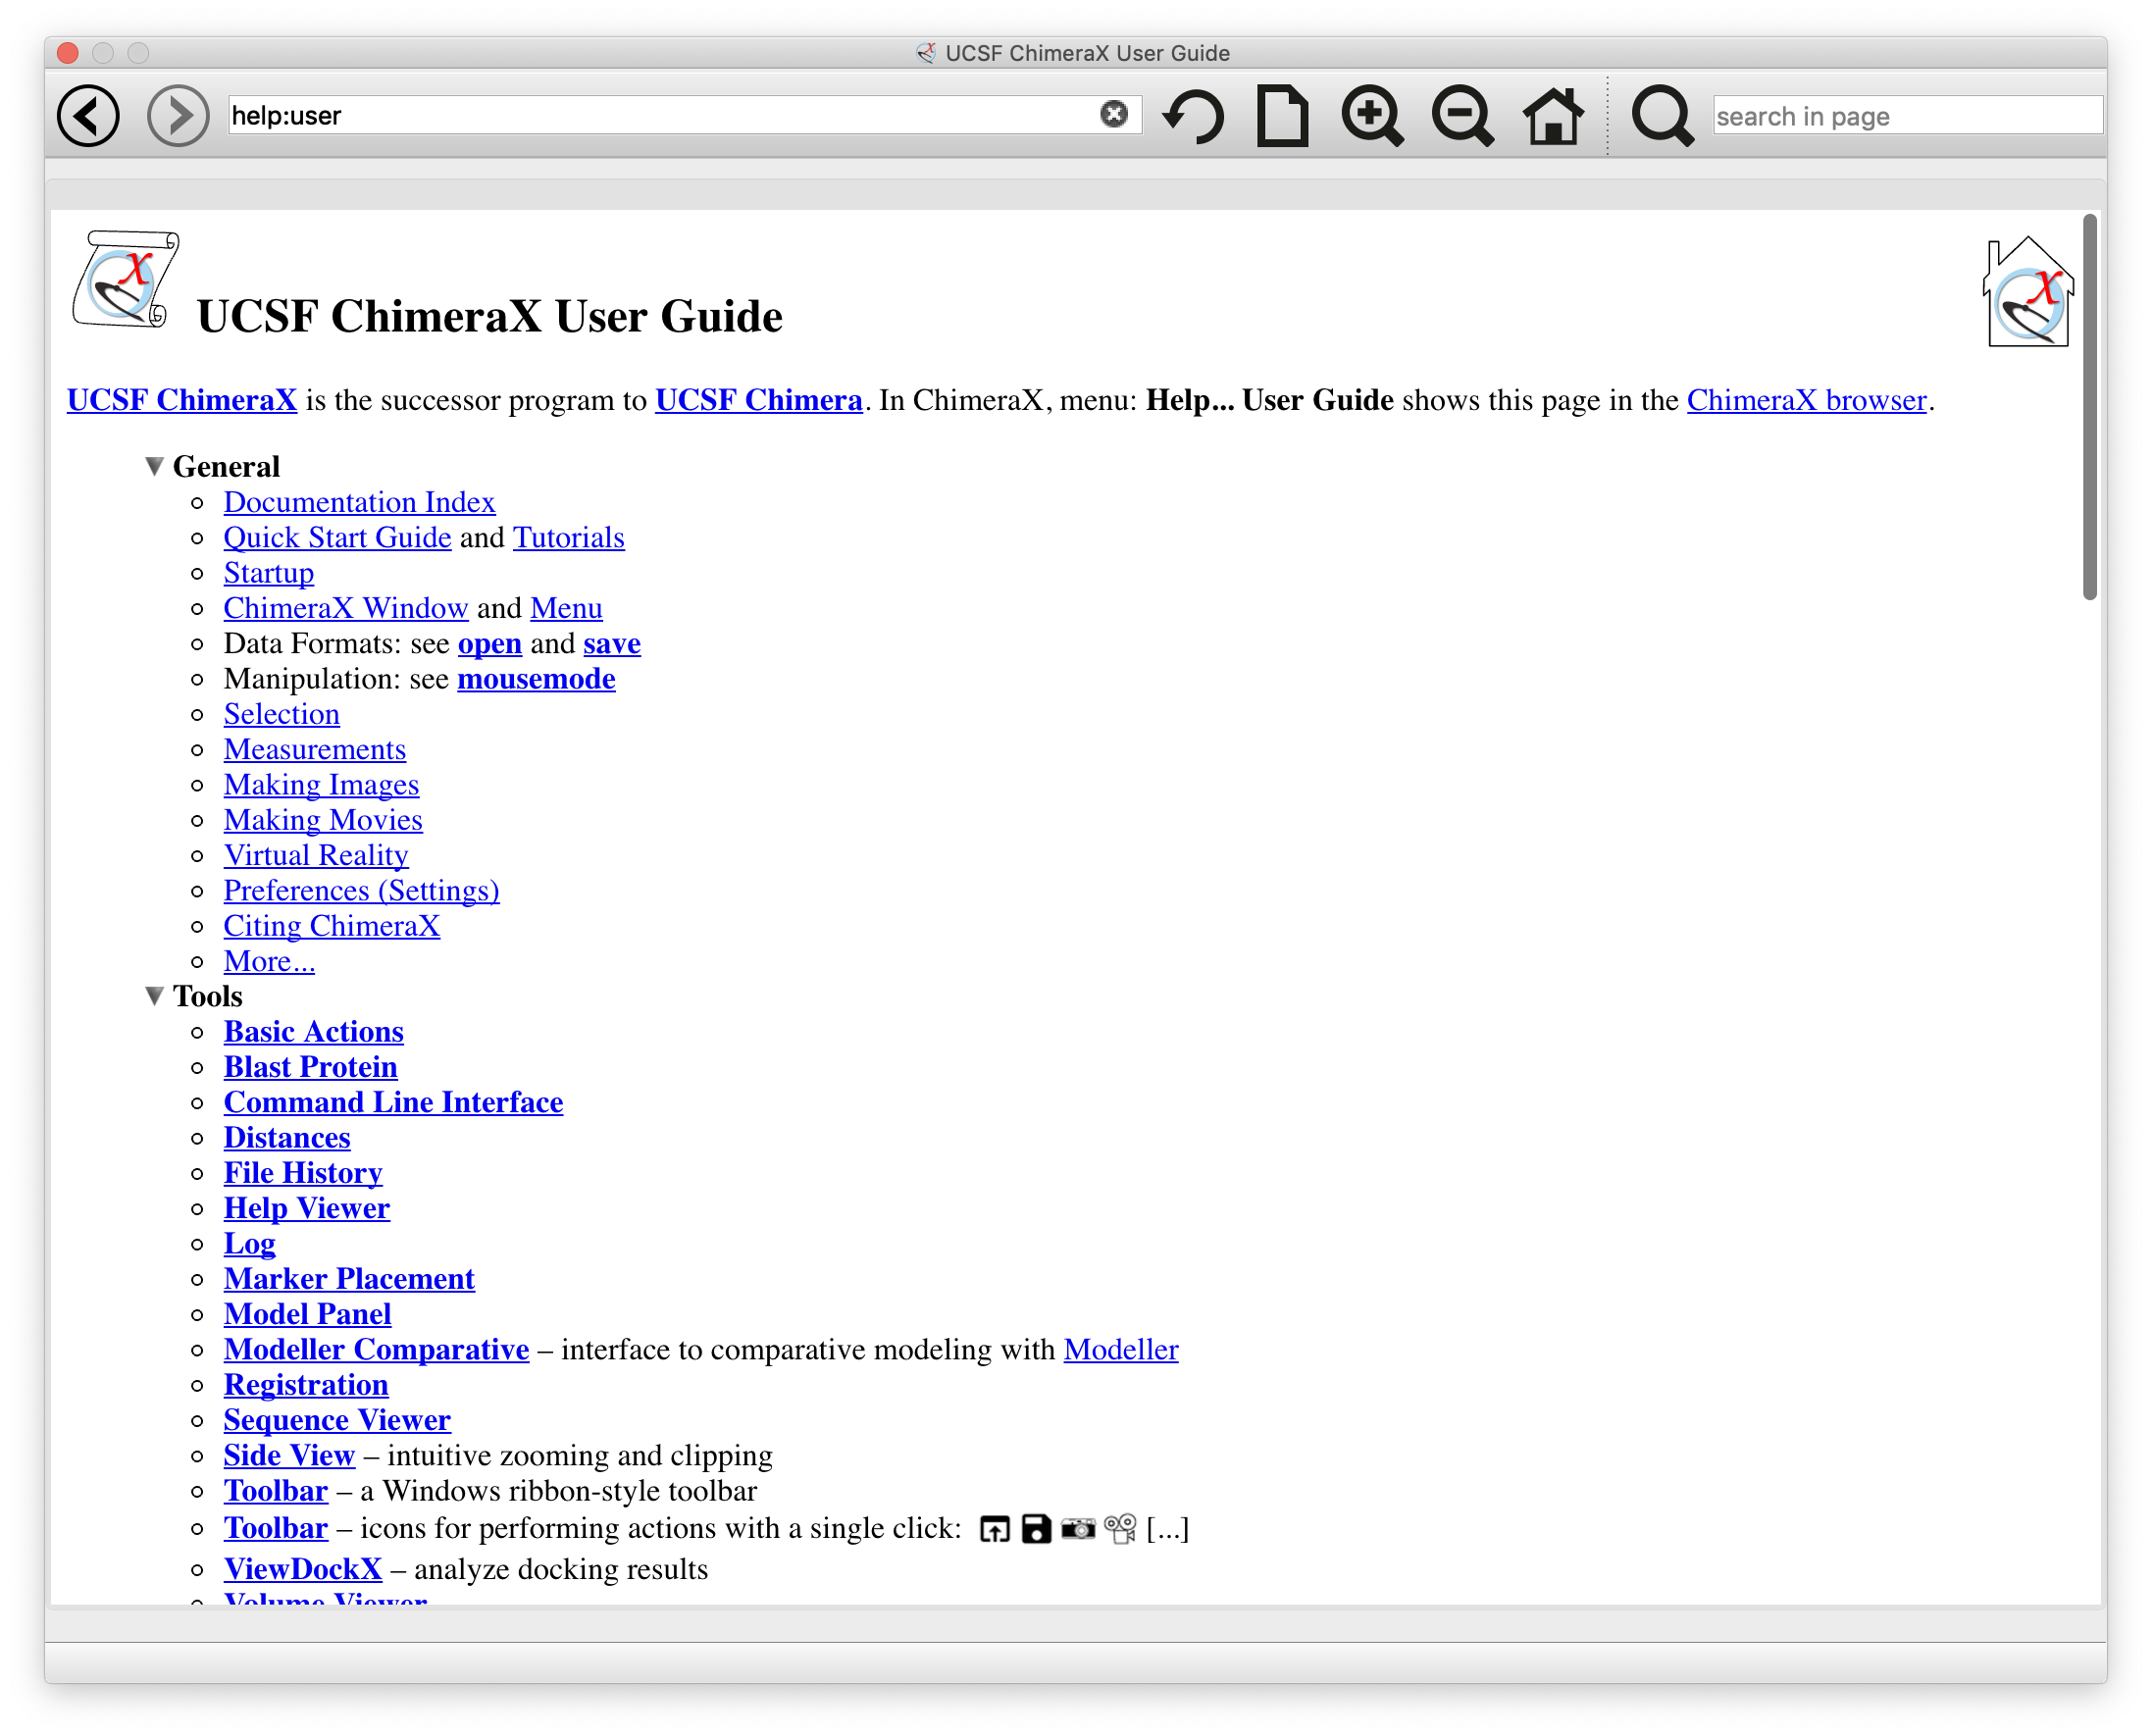 UCSF ChimeraX User Guide
help:user
search in page
UCSF ChimeraX User Guide
UCSF ChimeraX is the successor program to UCSF Chimera. In ChimeraX, menu: Help... User Guide shows this page in the ChimeraX browser.
General
Documentation Index
Quick Start Guide and Tutorials
Startup
ChimeraX Window and Menu
Data Formats: see open and save
Manipulation: see mousemode
Selection
Measurements
Making Images
Making Movies
Virtual Reality
Preferences (Settings)
Citing ChimeraX
More...
Tools
Basic Actions
Blast Protein
Command Line Interface
Distances
File History
Help Viewer
Log
Marker Placement
Model Panel
Modeller Comparative – interface to comparative modeling with Modeller
Registration
Sequence Viewer
Side View – intuitive zooming and clipping
Toolbar – a Windows ribbon-style toolbar
Toolbar – icons for performing actions with a single click: [...]
ViewDockX – analyze docking results
Volume Viewer